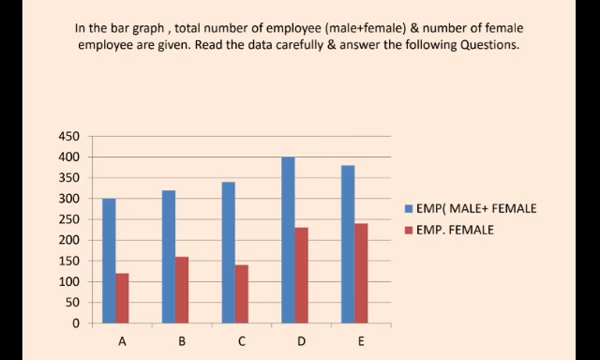 In the bar graph , total number of employee (male+female) & number of female
employee are given. Read the data carefully & answer the following Questions.
450
400
350
300
250
200
150
100
50
0
A B C D E
EMP( MALE+ FEMALE
EMP. FEMALE